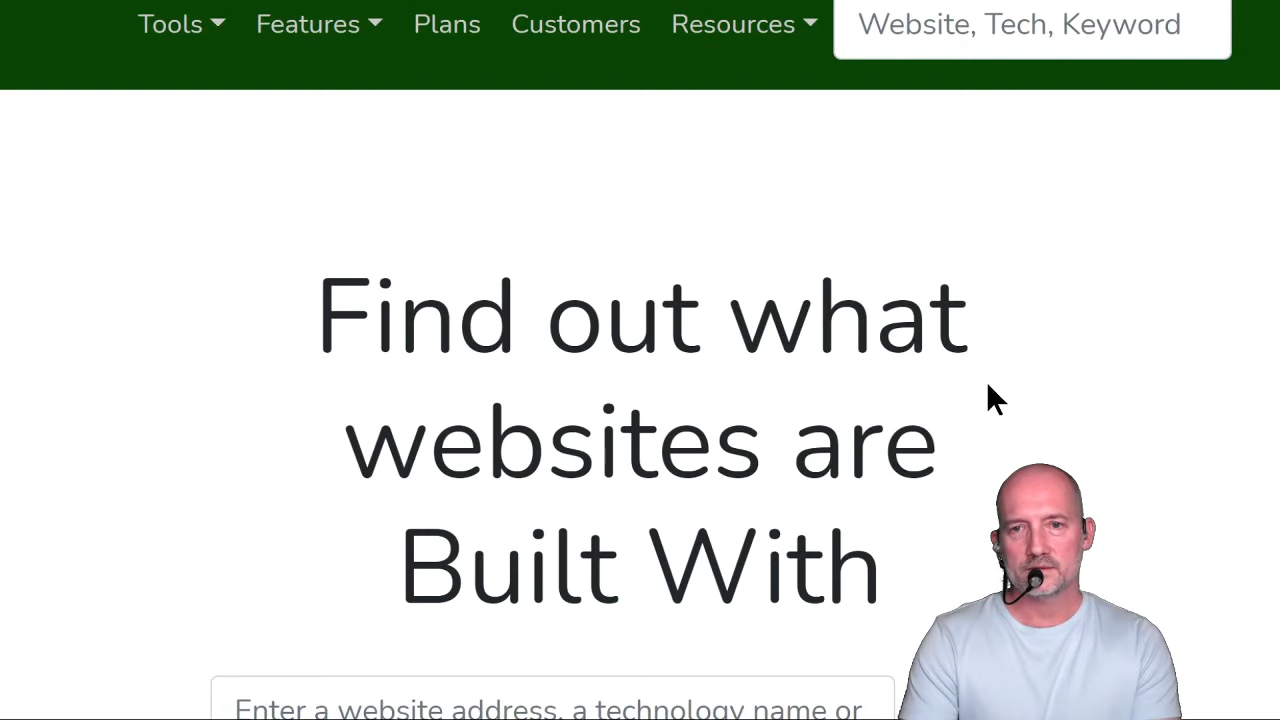 Tools Features Plans Customers Resources Website, Tech, Keyword
Find out what
websites are
Built With
Enter a website address, a technology name or